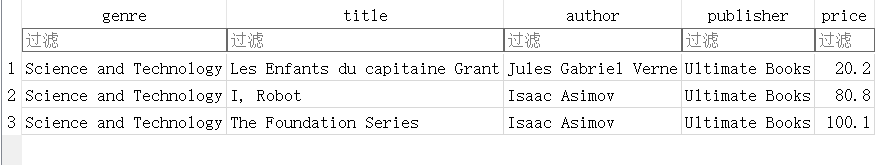 genre title author publisher price
过滤 过滤 过滤 过滤 过滤
1 Science and Technology Les Enfants du capitaine Grant Jules Gabriel Verne Ultimate Books 20.2
2 Science and Technology I, Robot Isaac Asimov Ultimate Books 80.8
3 Science and Technology The Foundation Series Isaac Asimov Ultimate Books 100.1